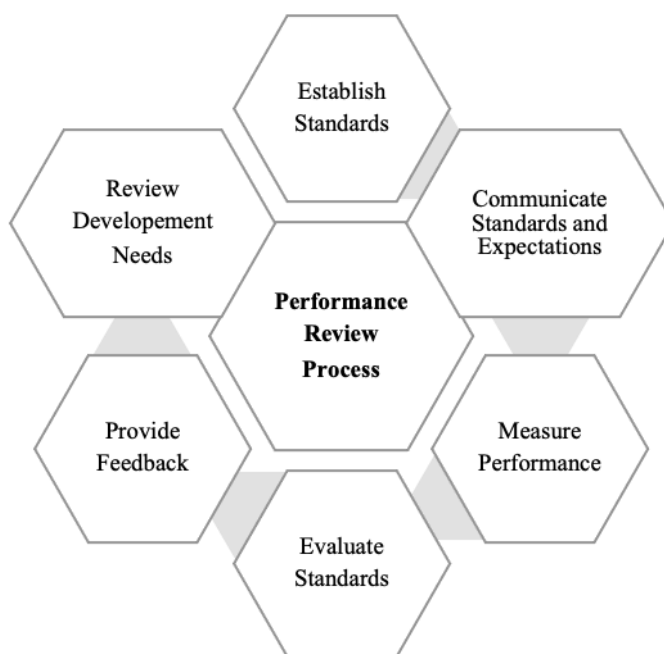 Establish
Standards
Communicate
Standards and
Expectations
Measure
Performance
Evaluate
Standards
Provide
Feedback
Review
Developement
Needs
Performance
Review
Process